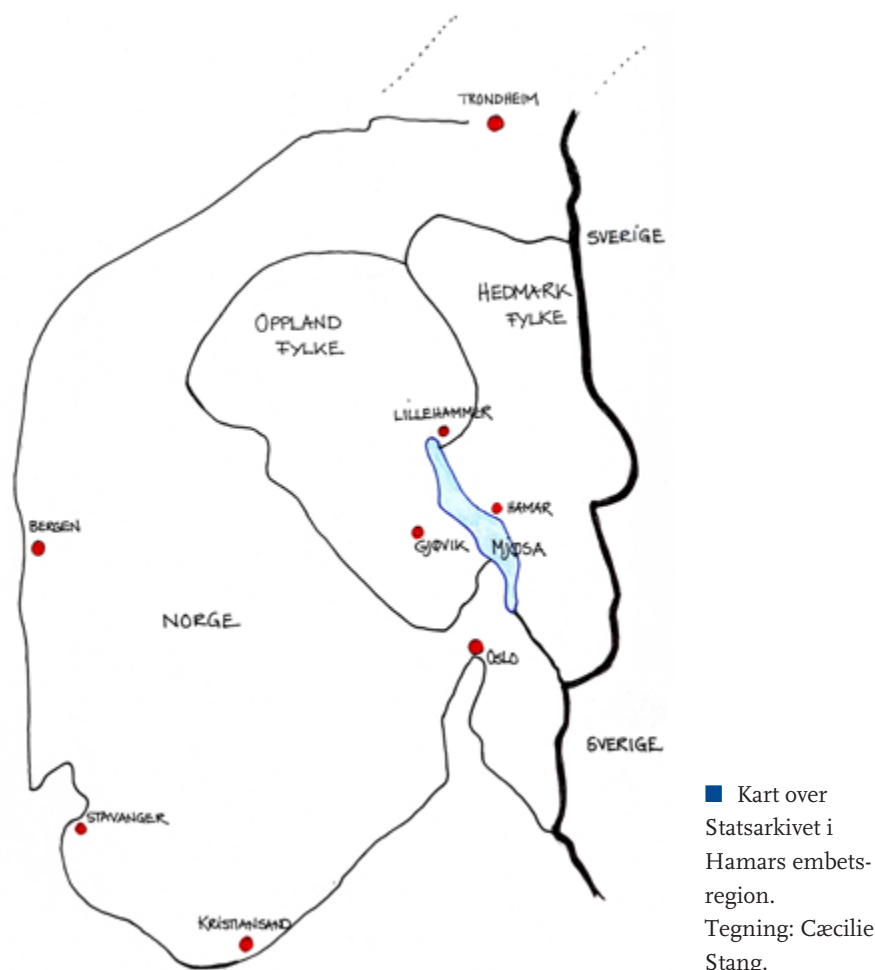 TRONDHEIM
SVERIGE
HEDMARK
FYLKE
OPPLAND
FYLKE
LILLEHAMMER
HAMAR
BERGEN
GJØVIK
MJØSA
NORGE
OSLO
SVERIGE
STAVANGER
KRISTIANSAND
Kart over
Statsarkivet i
Hamars embets-
region.
Tegning: Cæcilie
Stang.